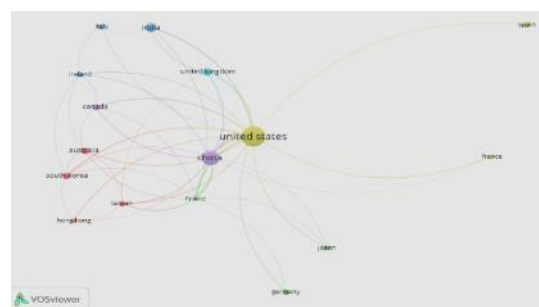 italy
india
spain
ireland
united kingdom
canada
united states
australia
china
france
south korea
taiwan
hong kong
japan
germany
VOSviewer